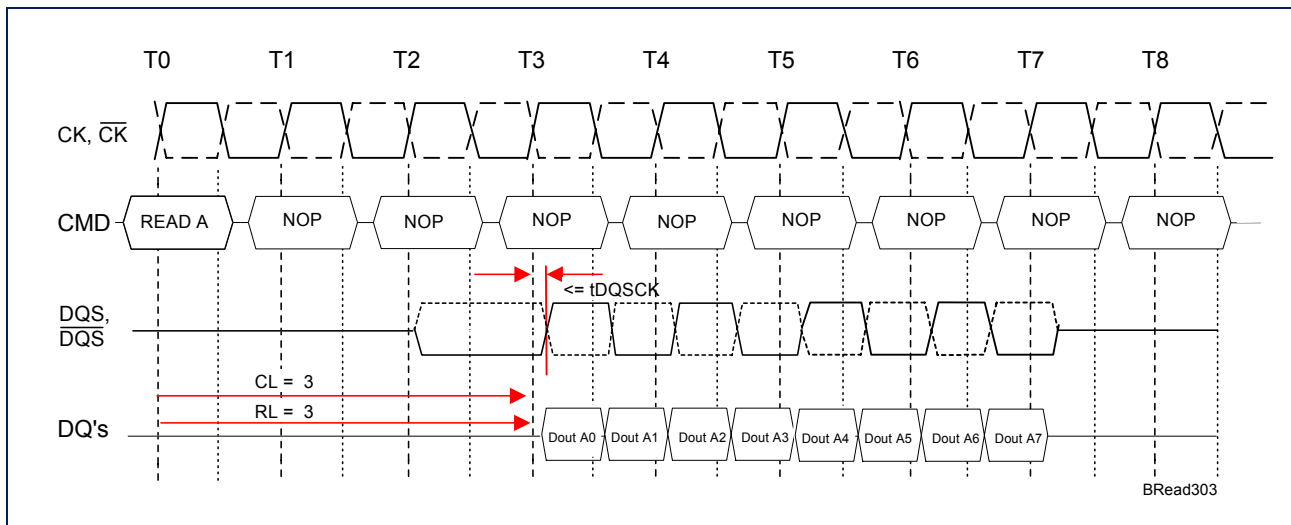 T0 T1 T2 T3 T4 T5 T6 T7 T8
CK, CK
CMD READ A NOP NOP NOP NOP NOP NOP NOP NOP
<= tDQSCK
DQS,
DQS
CL = 3
RL = 3
DQ's Dout A0 Dout A1 Dout A2 Dout A3 Dout A4 Dout A5 Dout A6 Dout A7
BRead303